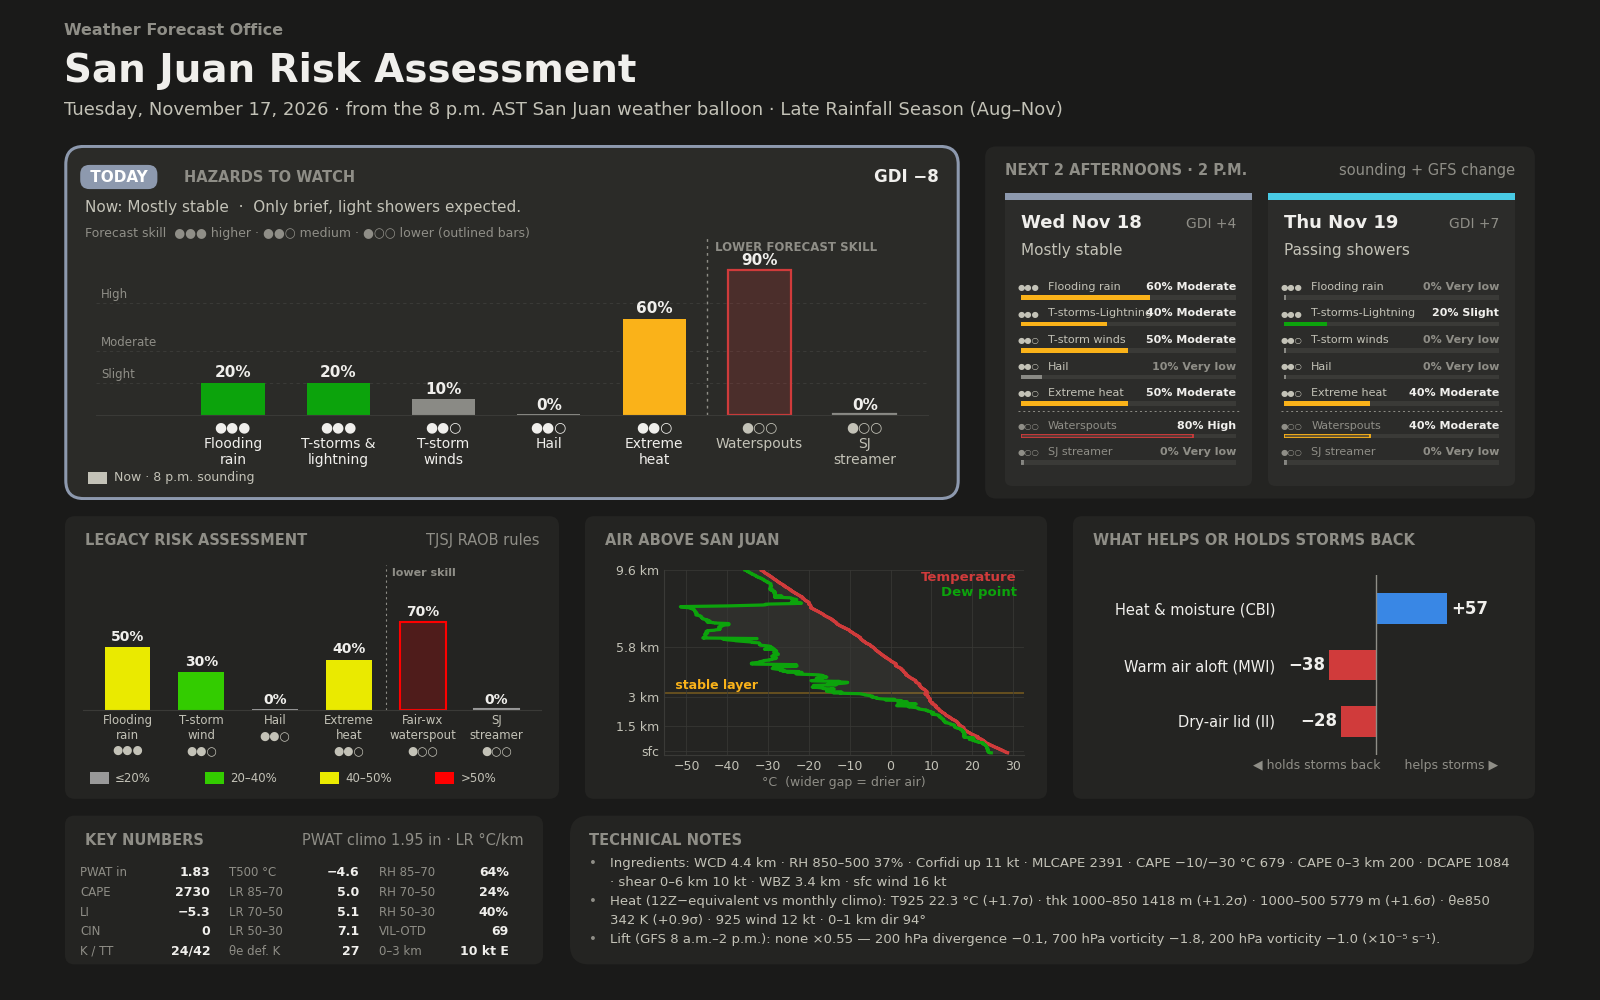 Weather Forecast Office
San Juan Risk Assessment
Tuesday, November 17, 2026 · from the 8 p.m. AST San Juan weather balloon · Late Rainfall Season (Aug–Nov)
TODAY HAZARDS TO WATCH GDI −8
Now: Mostly stable · Only brief, light showers expected.
Forecast skill ●●● higher · ●●○ medium · ●○○ lower (outlined bars)
LOWER FORECAST SKILL
High
Moderate
Slight
20% 20% 10% 0% 60% 90% 0%
●●● ●●● ●●○ ●●○ ●●○ ●○○ ●○○
Flooding T-storms & T-storm Hail Extreme Waterspouts SJ
rain lightning winds heat streamer
Now · 8 p.m. sounding
NEXT 2 AFTERNOONS · 2 P.M. sounding + GFS change
Wed Nov 18 GDI +4
Mostly stable
●●● Flooding rain 60% Moderate
●●● T-storms-Lightning 40% Moderate
●●○ T-storm winds 50% Moderate
●●○ Hail 10% Very low
●●○ Extreme heat 50% Moderate
●○○ Waterspouts 80% High
●○○ SJ streamer 0% Very low
Thu Nov 19 GDI +7
Passing showers
●●● Flooding rain 0% Very low
●●● T-storms-Lightning 20% Slight
●●○ T-storm winds 0% Very low
●●○ Hail 0% Very low
●●○ Extreme heat 40% Moderate
●○○ Waterspouts 40% Moderate
●○○ SJ streamer 0% Very low
LEGACY RISK ASSESSMENT TJSJ RAOB rules
lower skill
50% 30% 0% 40% 70% 0%
Flooding T-storm Hail Extreme Fair-wx SJ
rain wind heat waterspout streamer
●●● ●●○ ●●○ ●●○ ●○○ ●○○
≤20% 20–40% 40–50% >50%
AIR ABOVE SAN JUAN
Temperature
Dew point
9.6 km
5.8 km
stable layer
3 km
1.5 km
sfc
−50 −40 −30 −20 −10 0 10 20 30
°C (wider gap = drier air)
WHAT HELPS OR HOLDS STORMS BACK
Heat & moisture (CBI) +57
Warm air aloft (MWI) −38
Dry-air lid (II) −28
◀ holds storms back helps storms ▶
KEY NUMBERS PWAT climo 1.95 in · LR °C/km
PWAT in 1.83 T500 °C −4.6 RH 85–70 64%
CAPE 2730 LR 85–70 5.0 RH 70–50 24%
LI −5.3 LR 70–50 5.1 RH 50–30 40%
CIN 0 LR 50–30 7.1 VIL-OTD 69
K / TT 24/42 θe def. K 27 0–3 km 10 kt E
TECHNICAL NOTES
• Ingredients: WCD 4.4 km · RH 850–500 37% · Corfidi up 11 kt · MLCAPE 2391 · CAPE −10/−30 °C 679 · CAPE 0–3 km 200 · DCAPE 1084
· shear 0–6 km 10 kt · WBZ 3.4 km · sfc wind 16 kt
• Heat (12Z−equivalent vs monthly climo): T925 22.3 °C (+1.7σ) · thk 1000–850 1418 m (+1.2σ) · 1000–500 5779 m (+1.6σ) · θe850
342 K (+0.9σ) · 925 wind 12 kt · 0–1 km dir 94°
• Lift (GFS 8 a.m.–2 p.m.): none ×0.55 — 200 hPa divergence −0.1, 700 hPa vorticity −1.8, 200 hPa vorticity −1.0 (×10⁻⁵ s⁻¹).